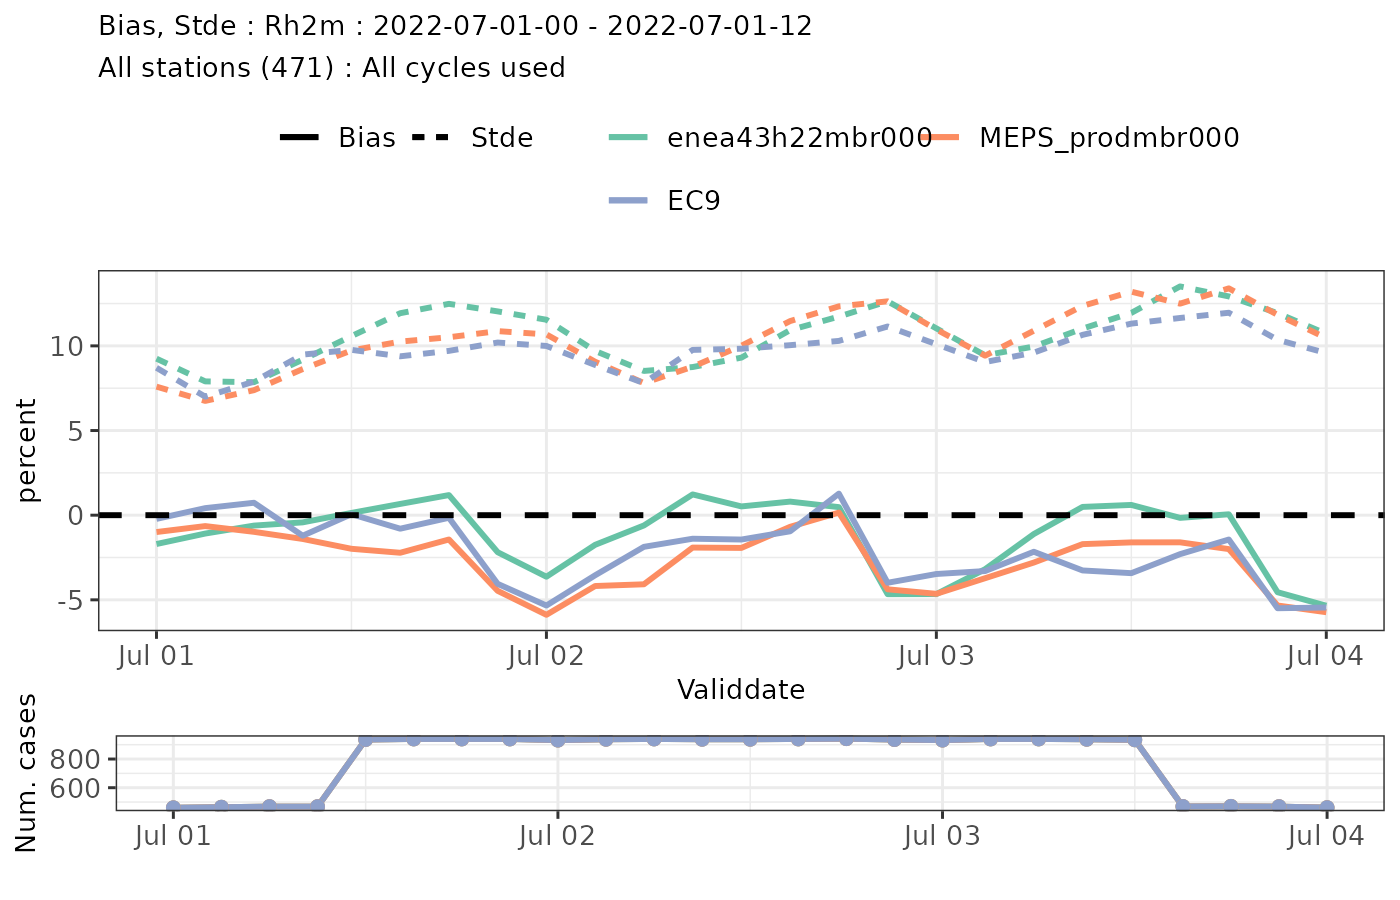 Bias, Stde : Rh2m : 2022-07-01-00 - 2022-07-01-12
All stations (471) : All cycles used
Bias Stde enea43h22mbr000 MEPS_prodmbr000
EC9
percent
10
5
0
-5
Jul 01 Jul 02 Jul 03 Jul 04
Validdate
Num. cases
800
600
Jul 01 Jul 02 Jul 03 Jul 04